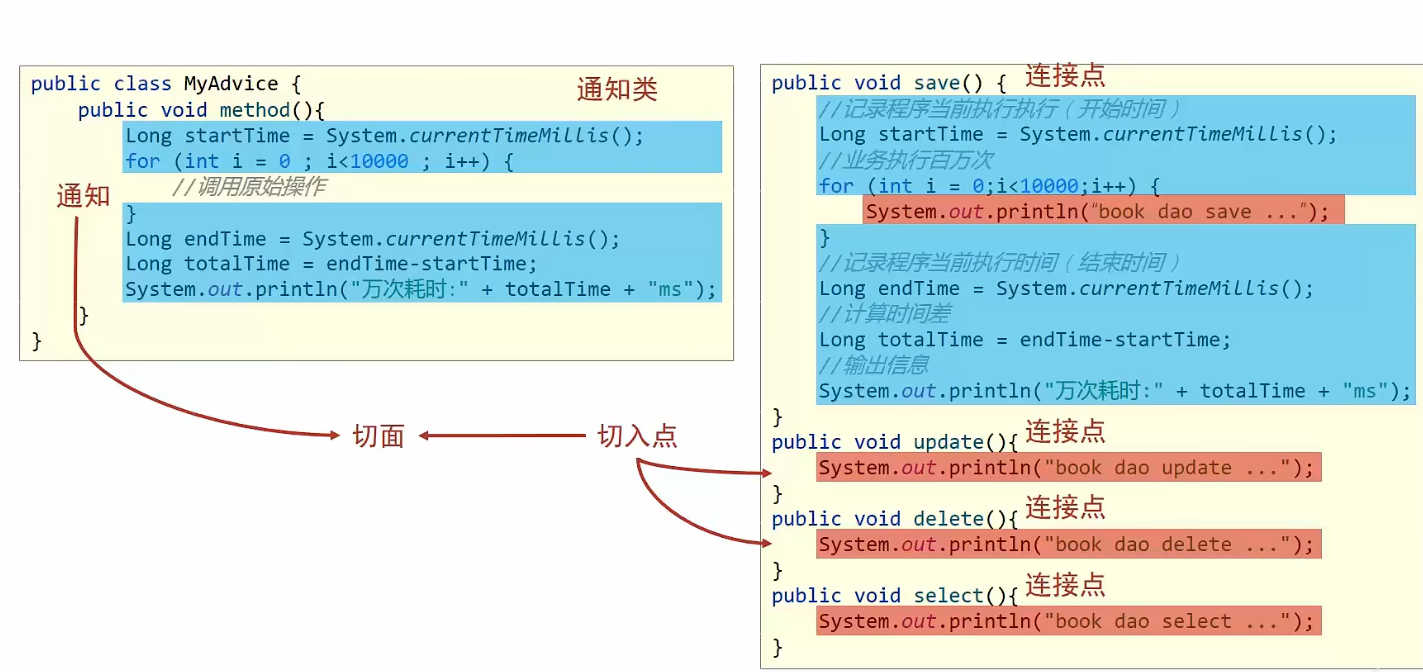 public class MyAdvice {
通知类
public void method(){
Long startTime = System.currentTimeMillis();
for (int i = 0 ; i<10000 ; i++) {
//调用原始操作
通知
}
Long endTime = System.currentTimeMillis();
Long totalTime = endTime-startTime;
System.out.println("万次耗时:" + totalTime + "ms");
}
}
切面
切入点
public void save() {
连接点
//记录程序当前执行执行（开始时间）
Long startTime = System.currentTimeMillis();
//业务执行百万次
for (int i = 0;i<10000;i++) {
System.out.println(“book dao save ...”);
}
//记录程序当前执行时间（结束时间）
Long endTime = System.currentTimeMillis();
//计算时间差
Long totalTime = endTime-startTime;
//输出信息
System.out.println("万次耗时:" + totalTime + "ms");
}
public void update(){
连接点
System.out.println("book dao update ...");
}
public void delete(){
连接点
System.out.println("book dao delete ...");
}
public void select(){
连接点
System.out.println("book dao select ...");
}